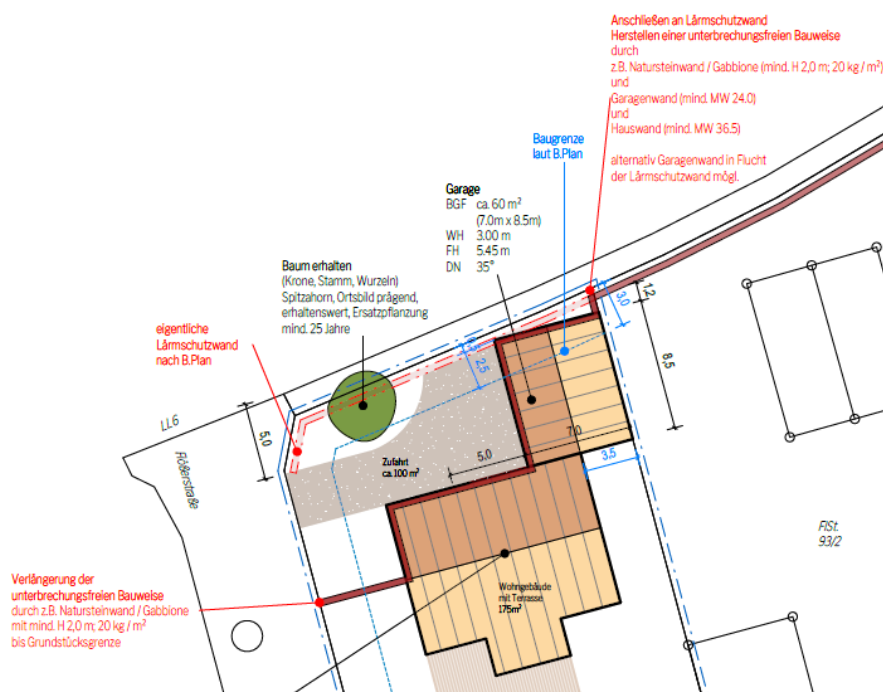 Anschließen an Lärmschutzwand
Herstellen einer unterbrechungsfreien Bauweise
durch
z.B. Natursteinwand / Gabbione (mind. H 2,0 m; 20 kg / m²)
und
Garagenwand (mind. MW 24.0)
und
Hauswand (mind. MW 36.5)
alternativ Garagenwand in Flucht
der Lärmschutzwand mögl.
Baugrenze
laut B.Plan
Garage
BGF ca. 60 m²
(7.0m x 8.5m)
WH 3.00 m
FH 5.45 m
DN 35°
Baum erhalten
(Krone, Stamm, Wurzeln)
Spitzahorn, Ortsbild prägend,
erhaltenswert, Ersatzpflanzung
mind. 25 Jahre
eigentliche
Lärmschutzwand
nach B.Plan
3,0
1,2
2,5
8,5
LL6
5,0
Rößerstraße
Zufahrt
ca. 100 m²
5,0
7,0
3,5
FlSt.
93/2
Verlängerung der
unterbrechungsfreien Bauweise
durch z.B. Natursteinwand / Gabbione
mit mind. H 2,0 m; 20 kg / m²
bis Grundstücksgrenze
Wohngebäude
mit Terrasse
175m²